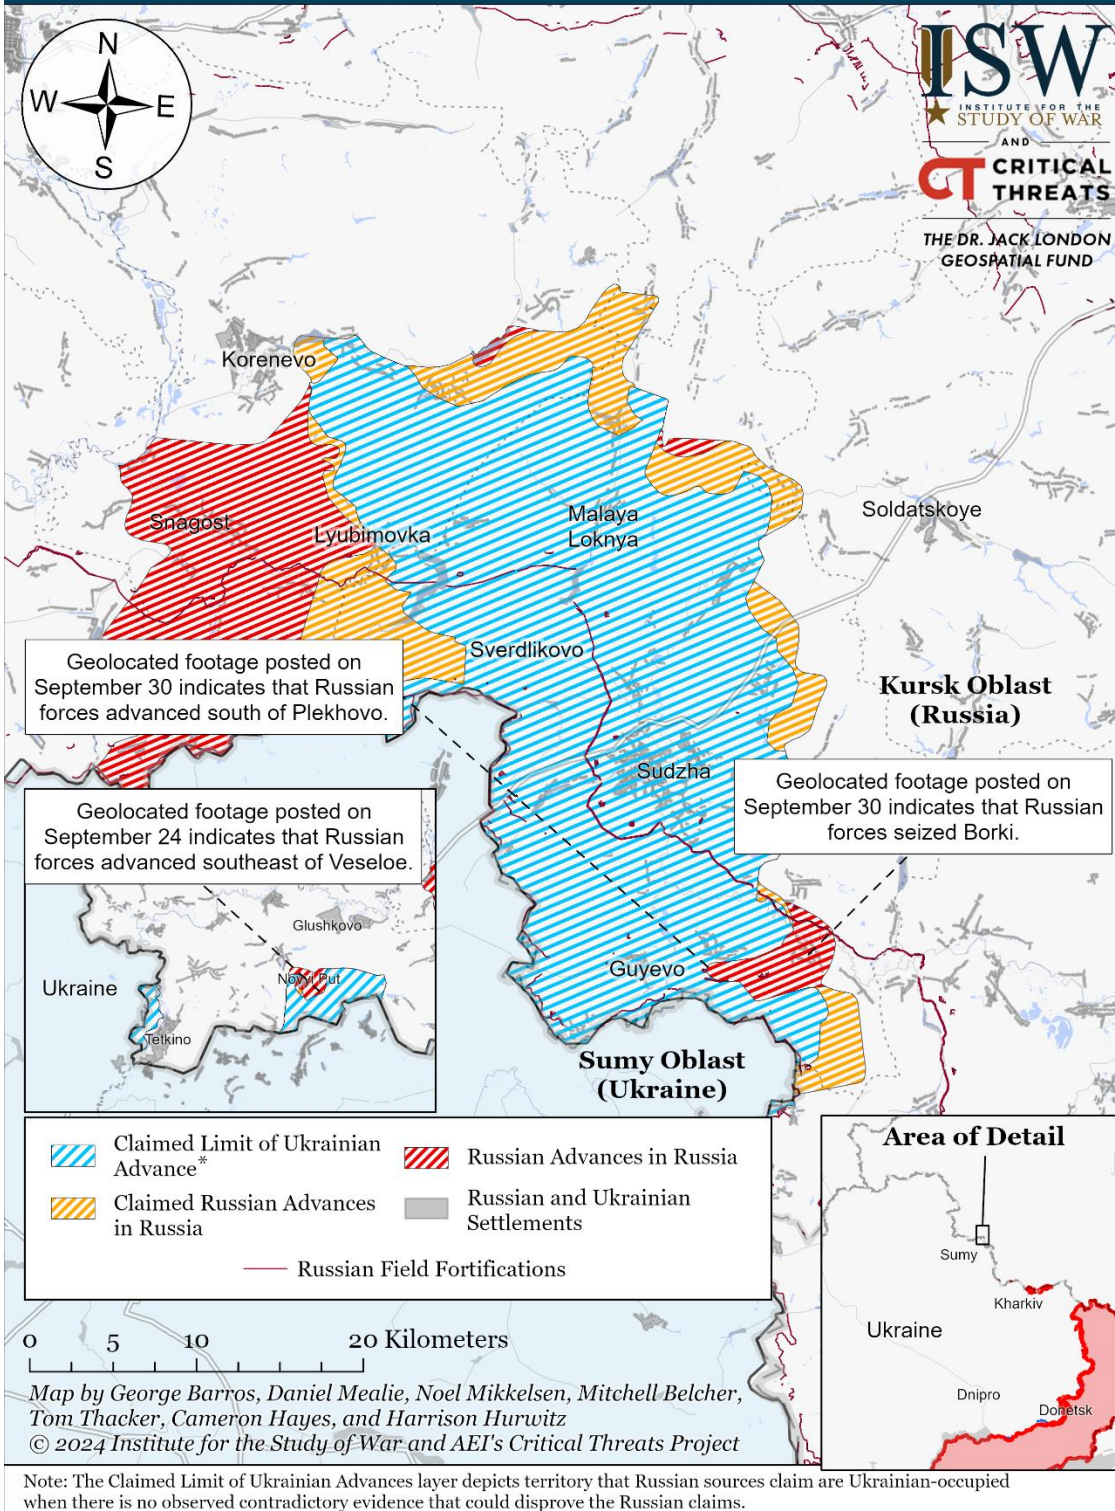 N
W
E
S
ISW
INSTITUTE FOR THE
STUDY OF WAR
AND
CT CRITICAL
THREATS
THE DR. JACK LONDON
GEOSPATIAL FUND
Korenevo
Snagost
Lyubimovka
Malaya
Loknya
Soldatskoye
Sverdlikovo
Geolocated footage posted on
September 30 indicates that Russian
forces advanced south of Plekhovo.
Kursk Oblast
(Russia)
Sudzha
Geolocated footage posted on
September 30 indicates that Russian
forces seized Borki.
Geolocated footage posted on
September 24 indicates that Russian
forces advanced southeast of Veseloe.
Glushkovo
Novyi Put
Ukraine
Tetkino
Guyevo
Sumy Oblast
(Ukraine)
Claimed Limit of Ukrainian
Advance*
Russian Advances in Russia
Claimed Russian Advances
in Russia
Russian and Ukrainian
Settlements
Russian Field Fortifications
Area of Detail
Sumy
Kharkiv
Ukraine
Dnipro
Donetsk
0 5 10 20 Kilometers
Map by George Barros, Daniel Mealie, Noel Mikkelsen, Mitchell Belcher,
Tom Thacker, Cameron Hayes, and Harrison Hurwitz
© 2024 Institute for the Study of War and AEI's Critical Threats Project
Note: The Claimed Limit of Ukrainian Advances layer depicts territory that Russian sources claim are Ukrainian-occupied
when there is no observed contradictory evidence that could disprove the Russian claims.